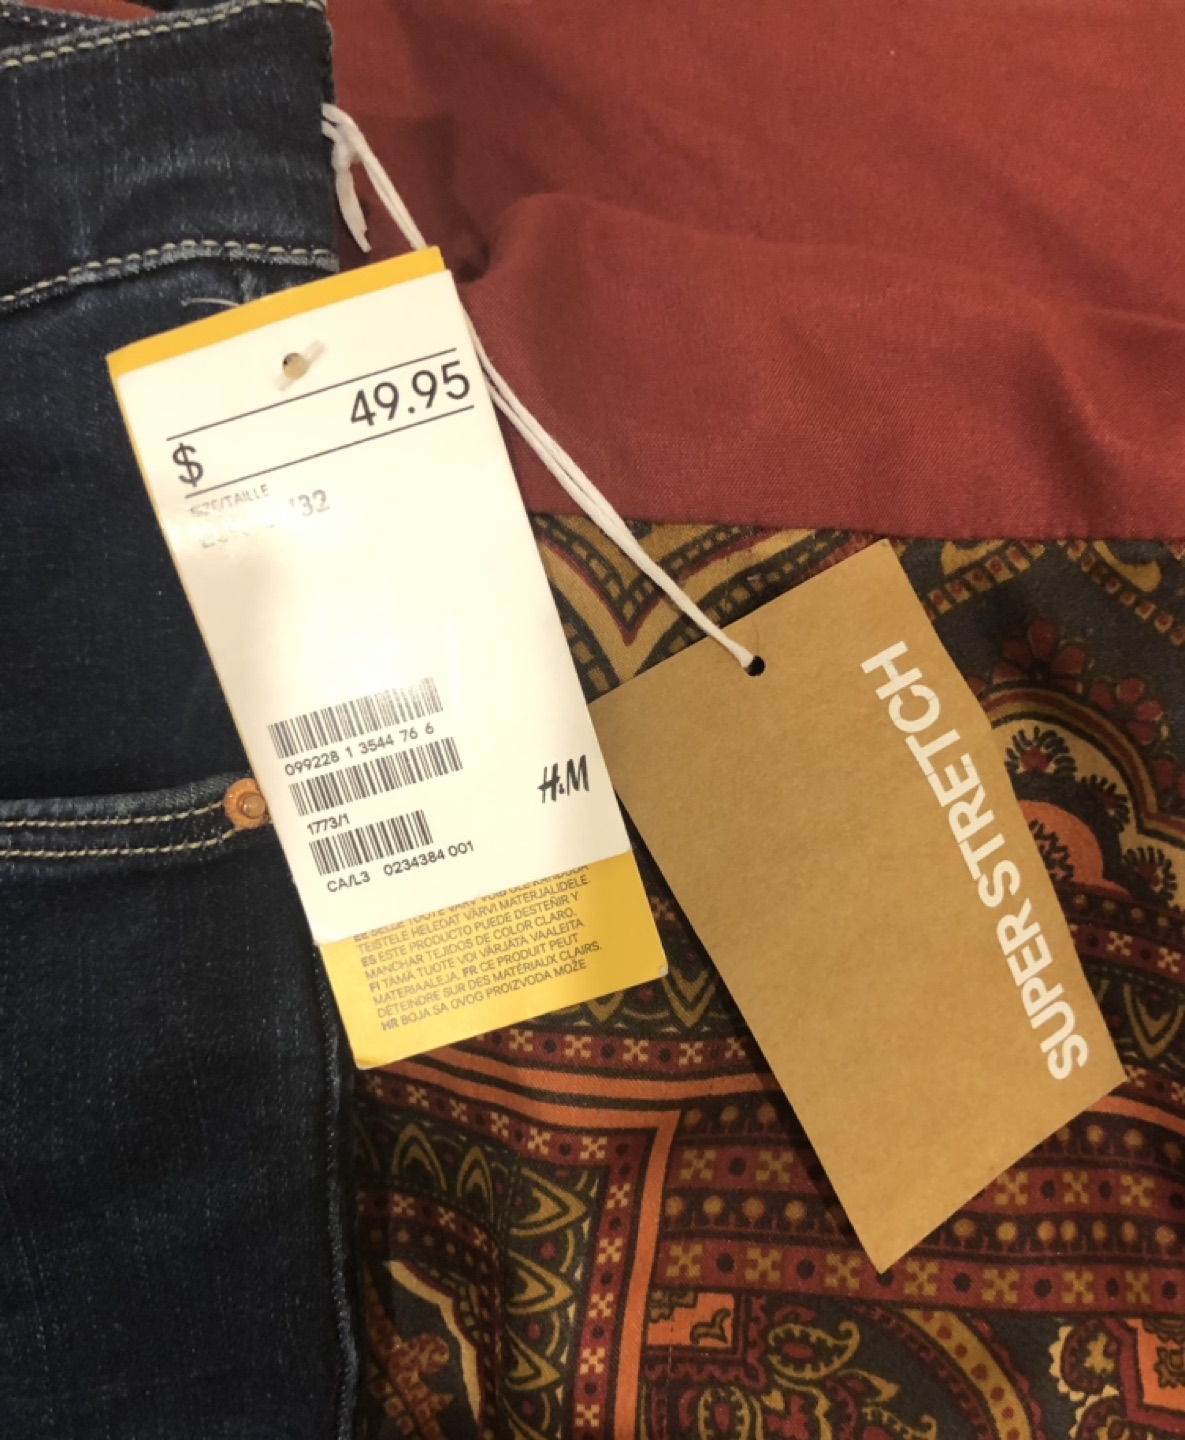 $ 49.95
SIZE/TAILLE
32
099228 1 3544 76 6
1773/1
CA/L3 0234384 001
H&M
TEISTELE HELEDAT VÄRVI MATERJALIDELE.
ES ESTE PRODUCTO PUEDE DESTEÑIR Y
MANCHAR TEJIDOS DE COLOR CLARO.
FI TÄMÄ TUOTE VOI VÄRJÄTÄ VAALEITA
MATERIAALEJA. FR CE PRODUIT PEUT
DÉTEINDRE SUR DES MATÉRIAUX CLAIRS.
HR BOJA SA OVOG PROIZVODA MOŽE
SUPER STRETCH